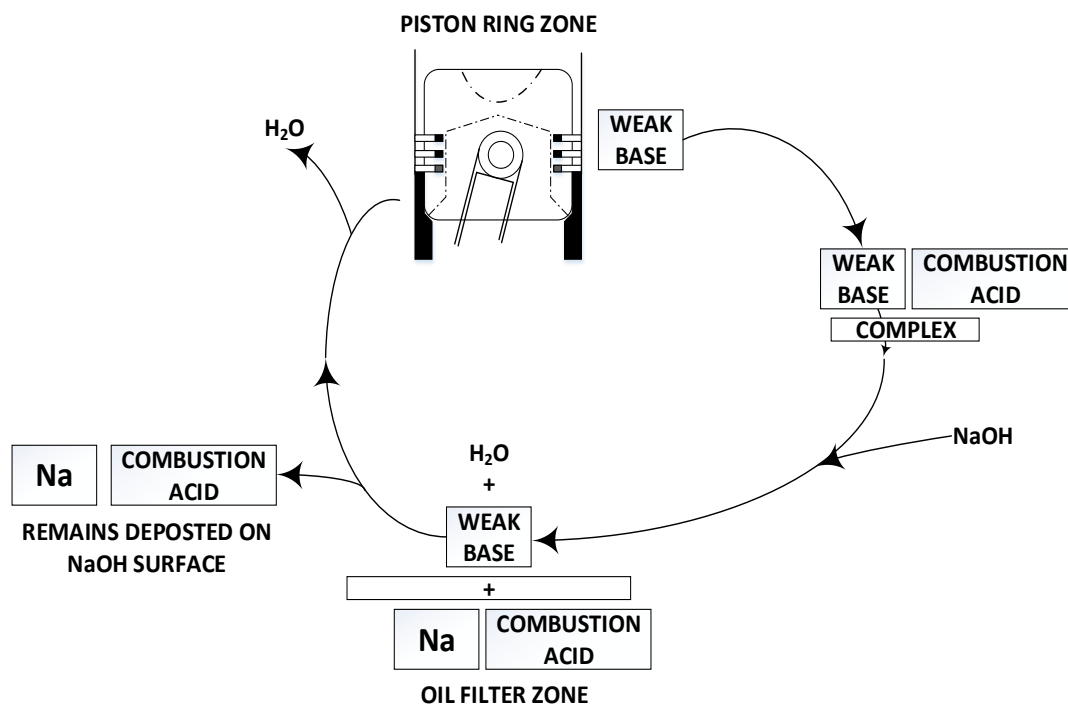 PISTON RING ZONE
H₂O
WEAK
BASE
WEAK
BASE
COMBUSTION
ACID
COMPLEX
NaOH
H₂O
+
WEAK
BASE
+
Na
COMBUSTION
ACID
OIL FILTER ZONE
Na
COMBUSTION
ACID
REMAINS DEPOSTED ON
NaOH SURFACE